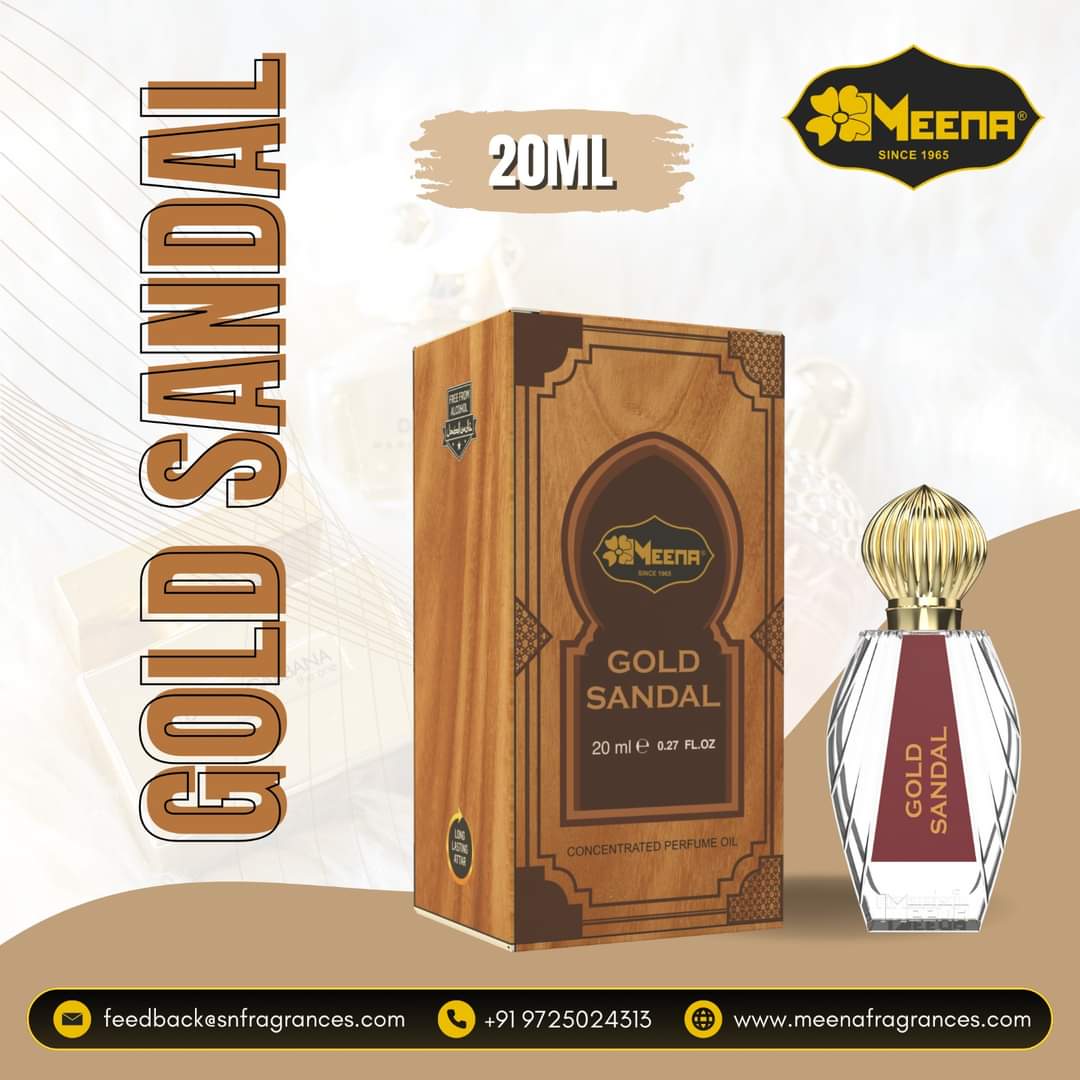 GOLD SANDAL
20ML
MEENA®
SINCE 1965
FREE FROM
ALCOHOL
MEENA®
SINCE 1965
GOLD
SANDAL
20 ml ℮ 0.27 FL.OZ
LONG
LASTING
ATTAR
CONCENTRATED PERFUME OIL
GOLD
SANDAL
MEENA
feedback@snfragrances.com
+91 9725024313
www.meenafragrances.com